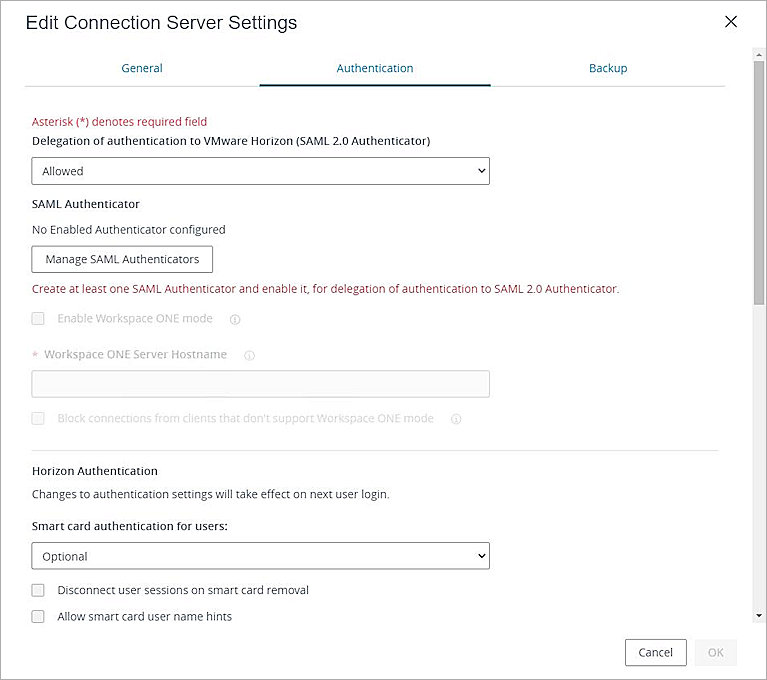 Edit Connection Server Settings
General
Authentication
Backup
Asterisk (*) denotes required field
Delegation of authentication to VMware Horizon (SAML 2.0 Authenticator)
Allowed
SAML Authenticator
No Enabled Authenticator configured
Manage SAML Authenticators
Create at least one SAML Authenticator and enable it, for delegation of authentication to SAML 2.0 Authenticator.
Enable Workspace ONE mode
* Workspace ONE Server Hostname
Block connections from clients that don't support Workspace ONE mode
Horizon Authentication
Changes to authentication settings will take effect on next user login.
Smart card authentication for users:
Optional
Disconnect user sessions on smart card removal
Allow smart card user name hints
Cancel
OK